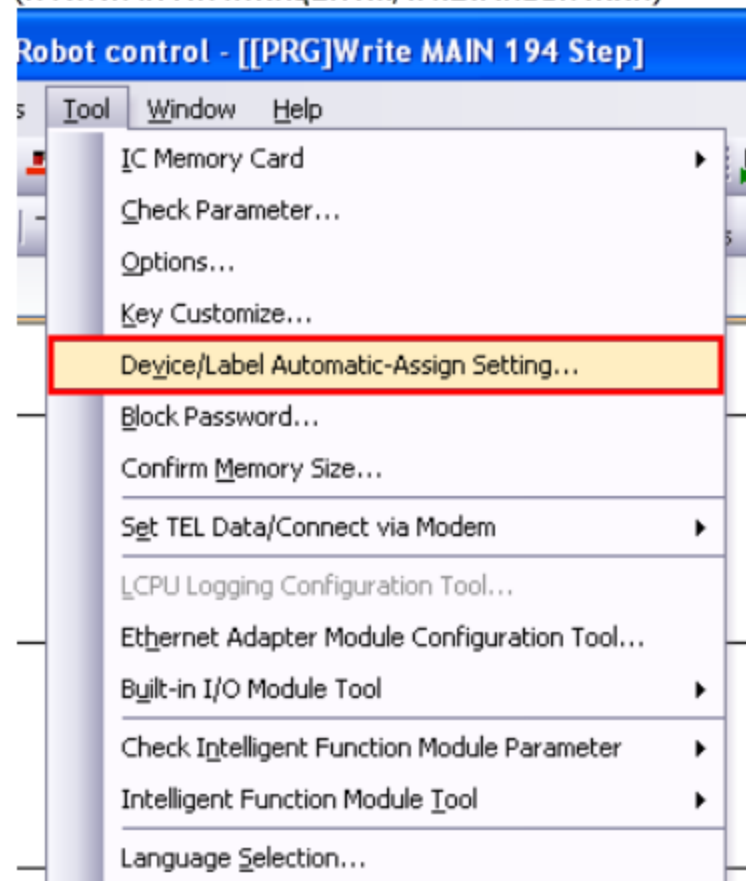 Robot control - [[PRG]Write MAIN 194 Step]
s Tool Window Help
IC Memory Card
Check Parameter...
Options...
Key Customize...
Device/Label Automatic-Assign Setting...
Block Password...
Confirm Memory Size...
Set TEL Data/Connect via Modem
LCPU Logging Configuration Tool...
Ethernet Adapter Module Configuration Tool...
Built-in I/O Module Tool
Check Intelligent Function Module Parameter
Intelligent Function Module Tool
Language Selection...